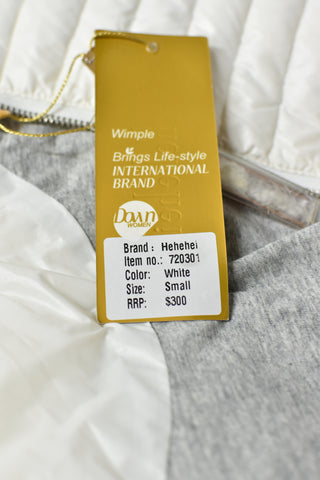 Wimple
Brings Life-style
INTERNATIONAL
BRAND
Down
WOMEN
Brand: Hehehei
Item no.: 720301
Color: White
Size: Small
RRP: $300